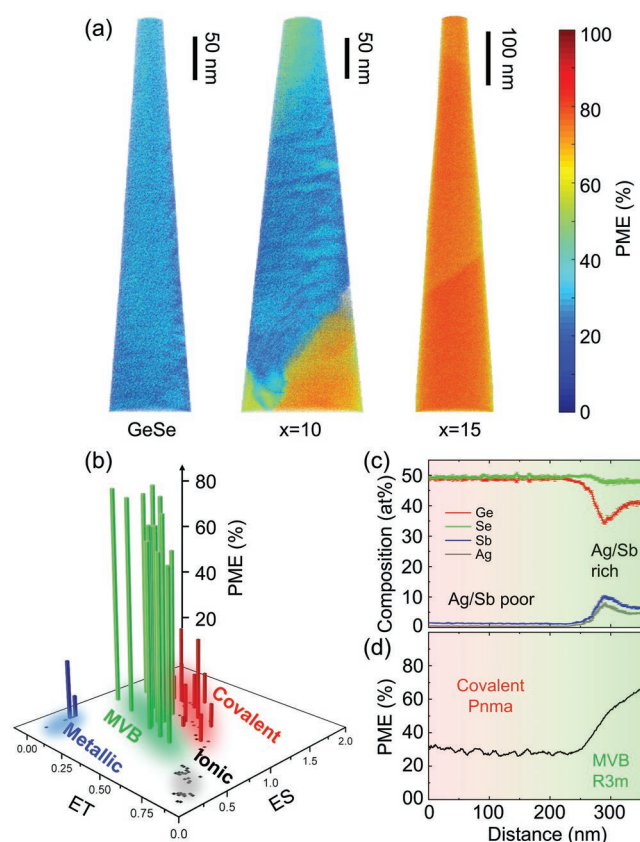 (a)
50 nm
50 nm
100 nm
100
80
60
40
20
0
PME (%)
GeSe
x=10
x=15
(b)
80
60
40
20
PME (%)
Covalent
MVB
Metallic
Ionic
0.00
0.25
0.50
0.75
ET
0.0
0.5
1.0
1.5
2.0
ES
(c)
50
40
30
20
10
0
Composition (at%)
Ge
Se
Sb
Ag
Ag/Sb poor
Ag/Sb
rich
(d)
80
60
40
20
00
PME (%)
Covalent
Pnma
MVB
R3m
0
100
200
300
Distance (nm)